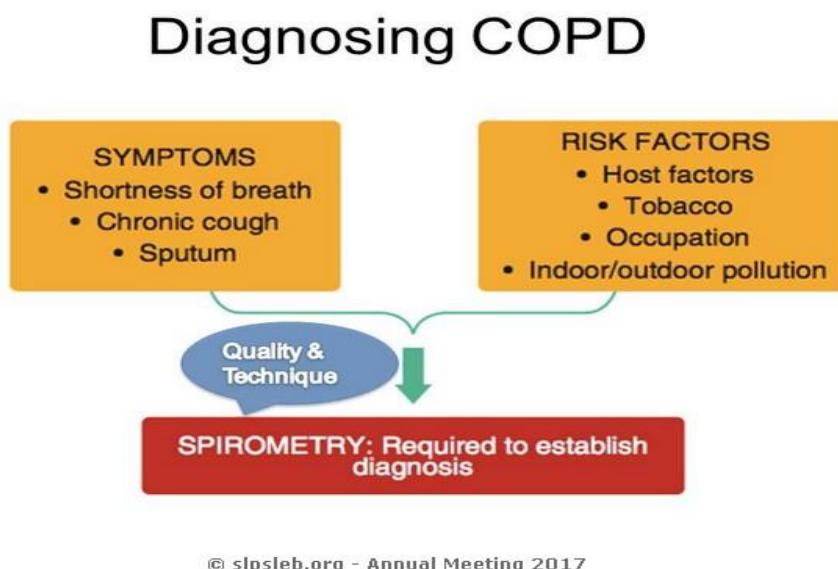 Diagnosing COPD
SYMPTOMS
• Shortness of breath
• Chronic cough
• Sputum
RISK FACTORS
• Host factors
• Tobacco
• Occupation
• Indoor/outdoor pollution
Quality &
Technique
SPIROMETRY: Required to establish
diagnosis
© slpsleb.org - Annual Meeting 2017